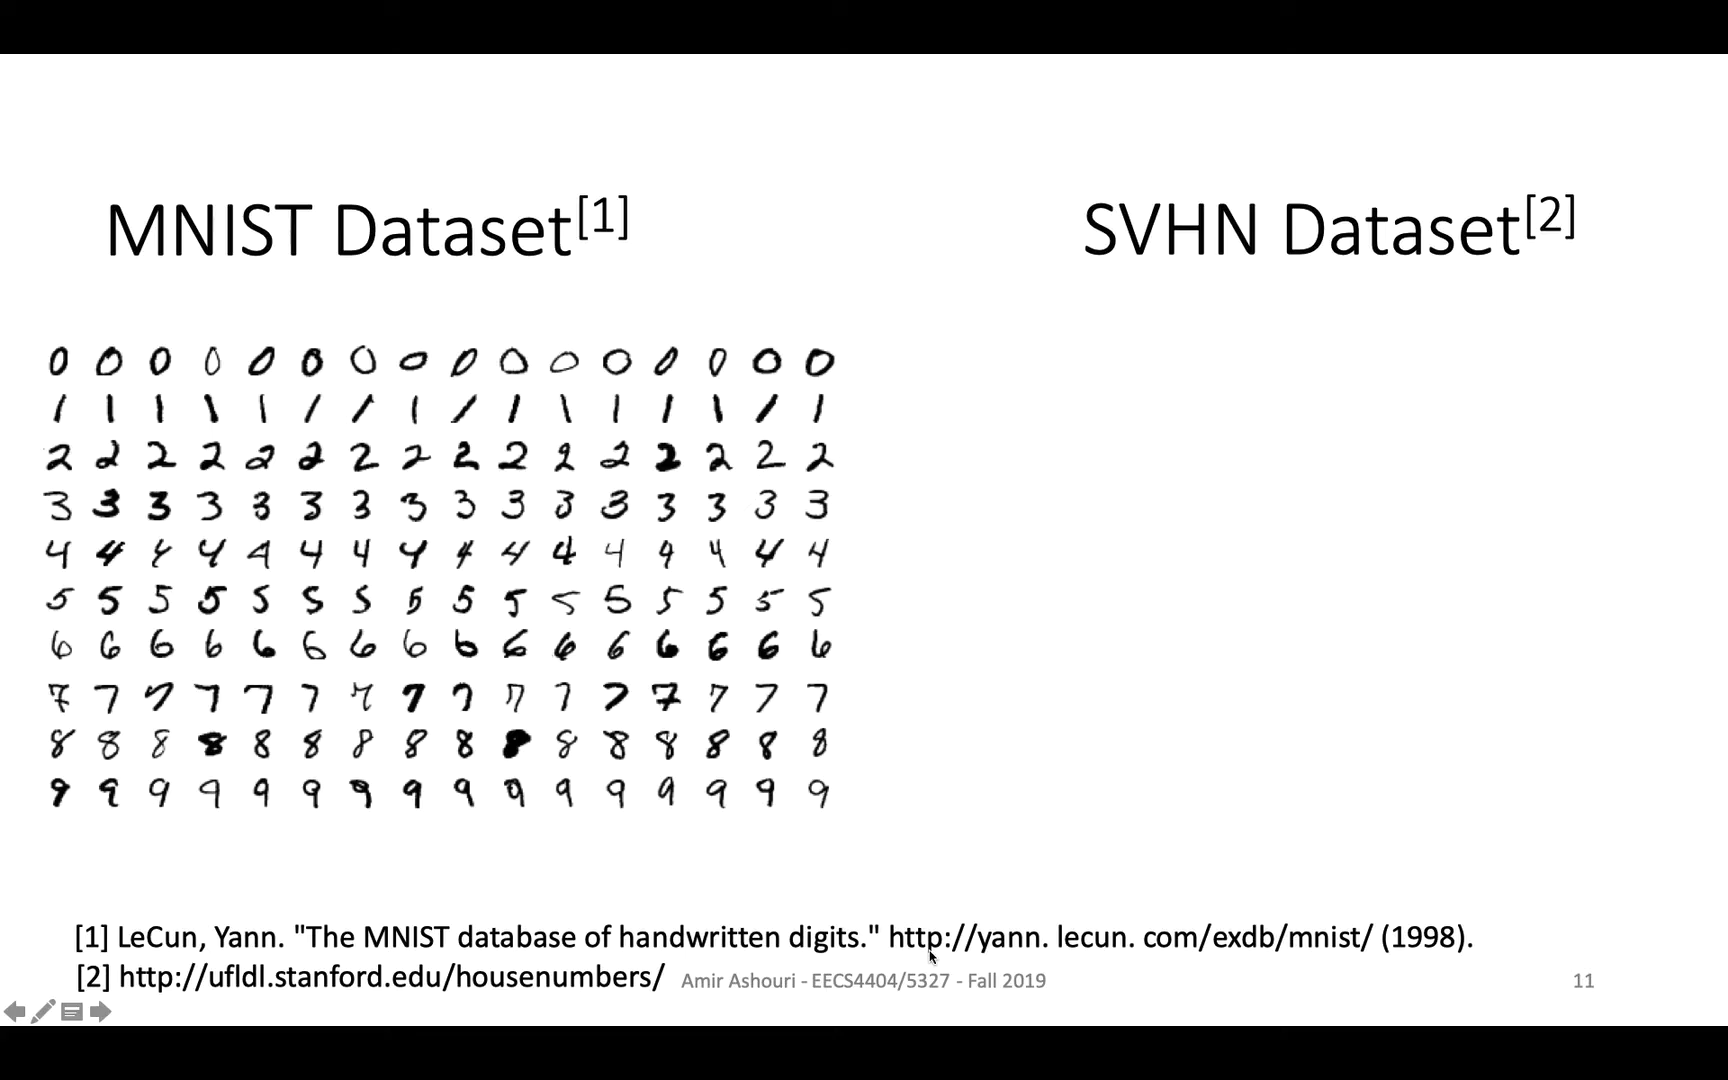 MNIST Dataset[1]
SVHN Dataset[2]
0 0 0 0 0 0 0 0 0 0 0 0 0 0 0 0
1 1 1 1 1 1 1 1 1 1 1 1 1 1 1 1
2 2 2 2 2 2 2 2 2 2 2 2 2 2 2 2
3 3 3 3 3 3 3 3 3 3 3 3 3 3 3 3
4 4 4 4 4 4 4 4 4 4 4 4 4 4 4 4
5 5 5 5 5 5 5 5 5 5 5 5 5 5 5 5
6 6 6 6 6 6 6 6 6 6 6 6 6 6 6 6
7 7 7 7 7 7 7 7 7 7 7 7 7 7 7 7
8 8 8 8 8 8 8 8 8 8 8 8 8 8 8 8
9 9 9 9 9 9 9 9 9 9 9 9 9 9 9 9
[1] LeCun, Yann. "The MNIST database of handwritten digits." http://yann. lecun. com/exdb/mnist/ (1998).
[2] http://ufldl.stanford.edu/housenumbers/
Amir Ashouri - EECS4404/5327 - Fall 2019
11